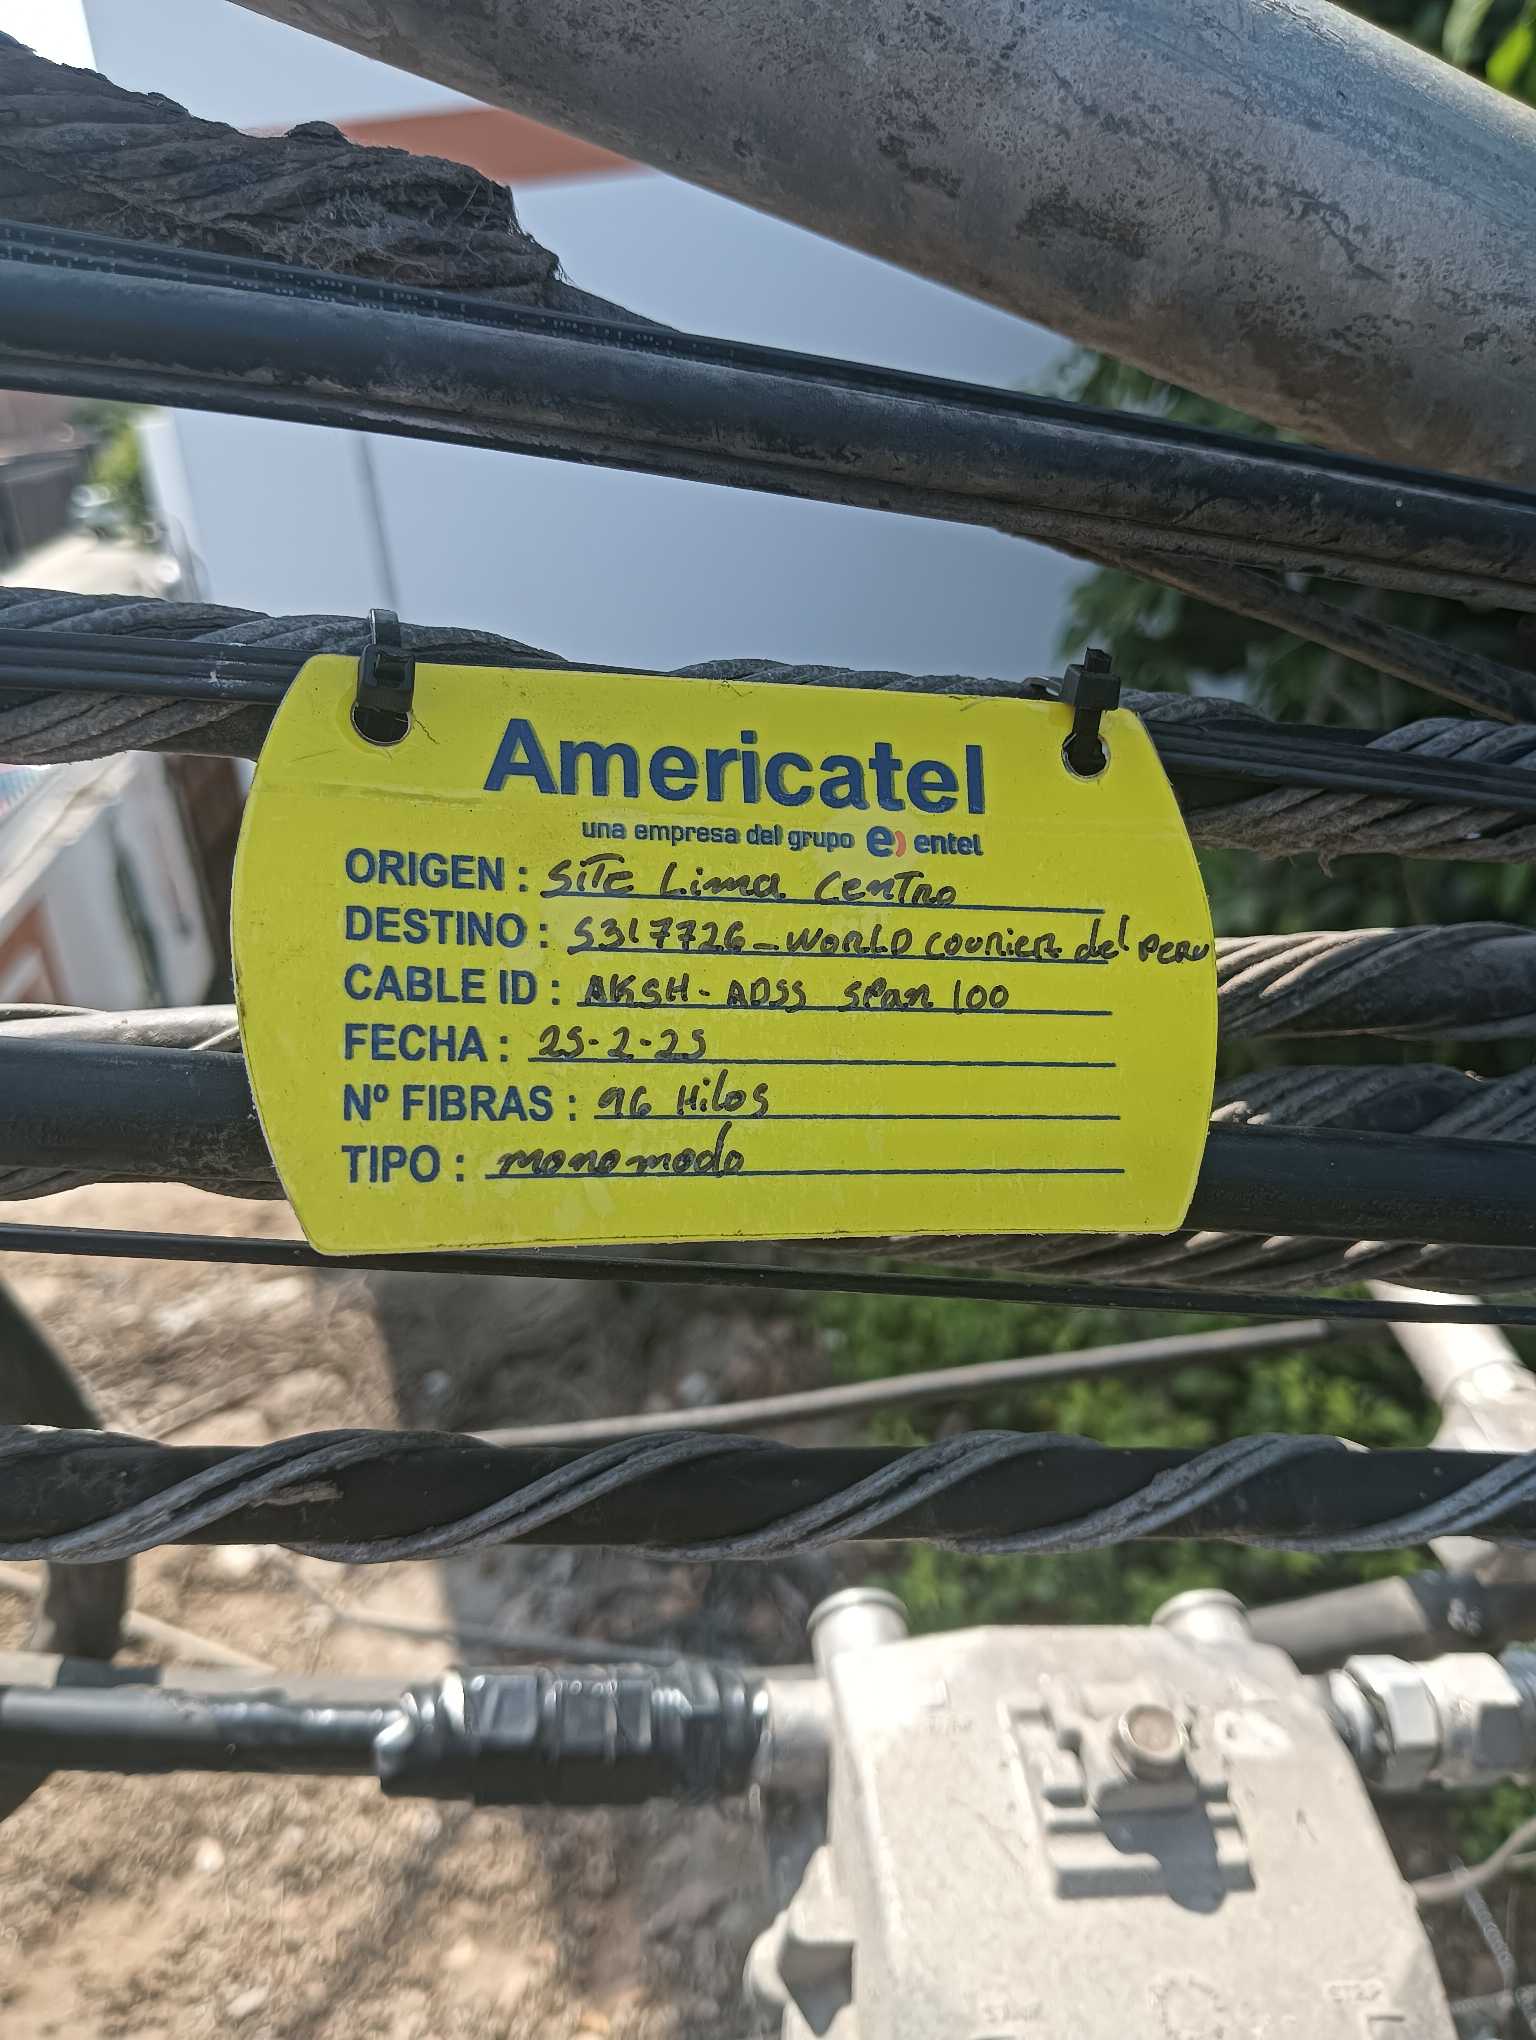 Americatel
una empresa del grupo e) entel
ORIGEN : SiTE Lima CenTro
DESTINO : S317726-WORLD COURIER del PERU
CABLE ID : AKSH-ADSS SPan 100
FECHA : 25-2-25
Nº FIBRAS : 96 Hilos
TIPO : monomodo